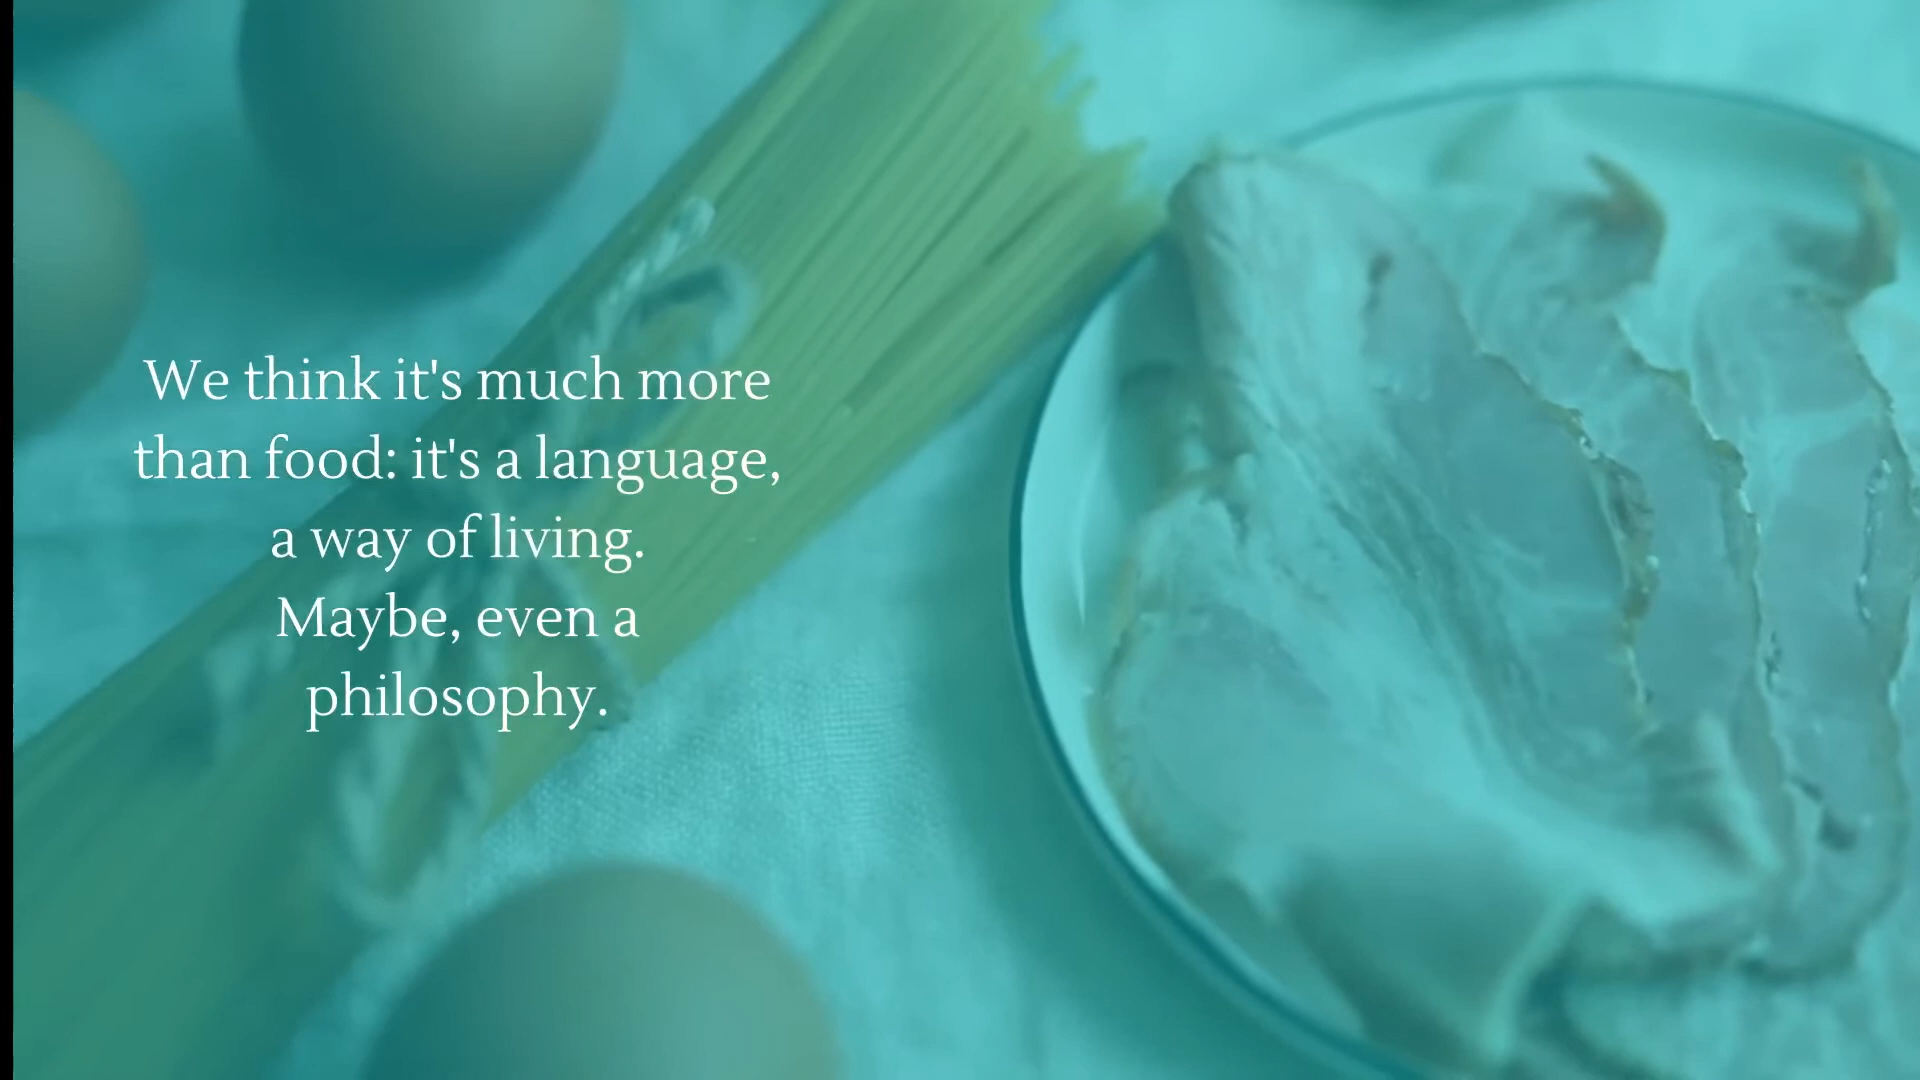 We think it's much more
than food: it's a language,
a way of living.
Maybe, even a
philosophy.